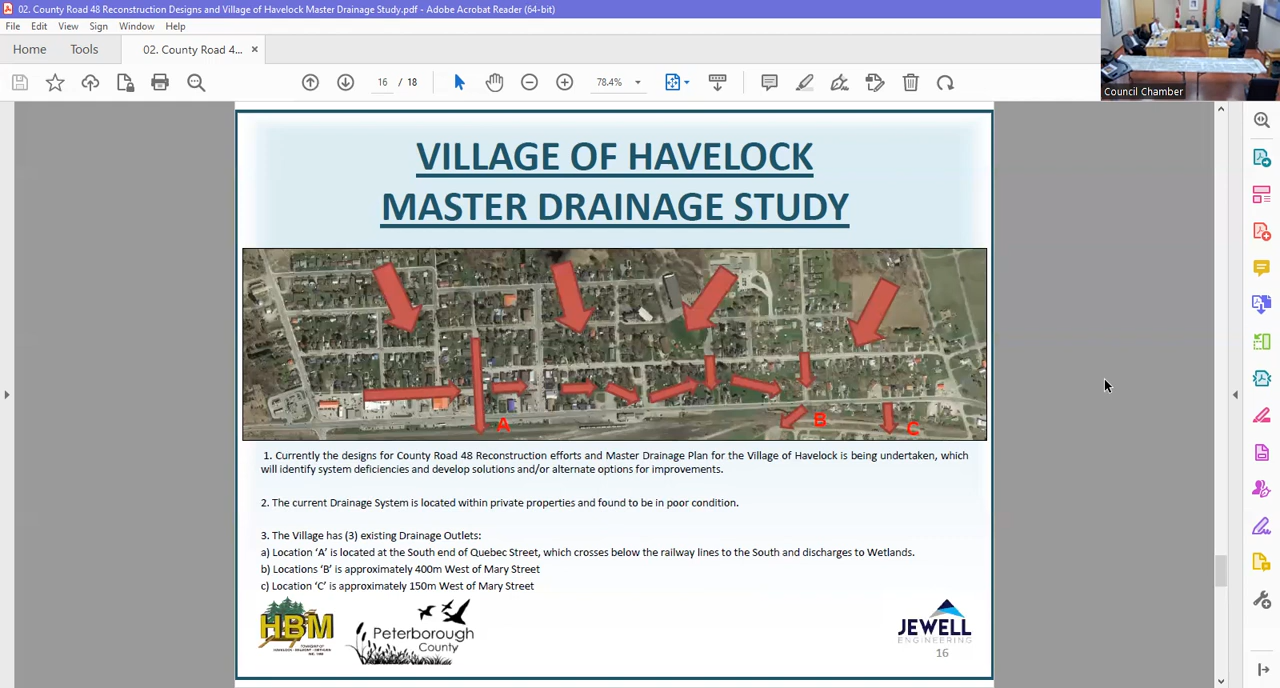 02. County Road 48 Reconstruction Designs and Village of Havelock Master Drainage Study.pdf - Adobe Acrobat Reader (64-bit)
File Edit View Sign Window Help
Home Tools 02. County Road 4... ×
16 / 18 78.4%
Council Chamber
VILLAGE OF HAVELOCK
MASTER DRAINAGE STUDY
A
B
C
1. Currently the designs for County Road 48 Reconstruction efforts and Master Drainage Plan for the Village of Havelock is being undertaken, which
will identify system deficiencies and develop solutions and/or alternate options for improvements.
2. The current Drainage System is located within private properties and found to be in poor condition.
3. The Village has (3) existing Drainage Outlets:
a) Location ‘A’ is located at the South end of Quebec Street, which crosses below the railway lines to the South and discharges to Wetlands.
b) Locations ‘B’ is approximately 400m West of Mary Street
c) Location ‘C’ is approximately 150m West of Mary Street
HBM
TOWNSHIP OF
Peterborough
County
JEWELL
ENGINEERING
16